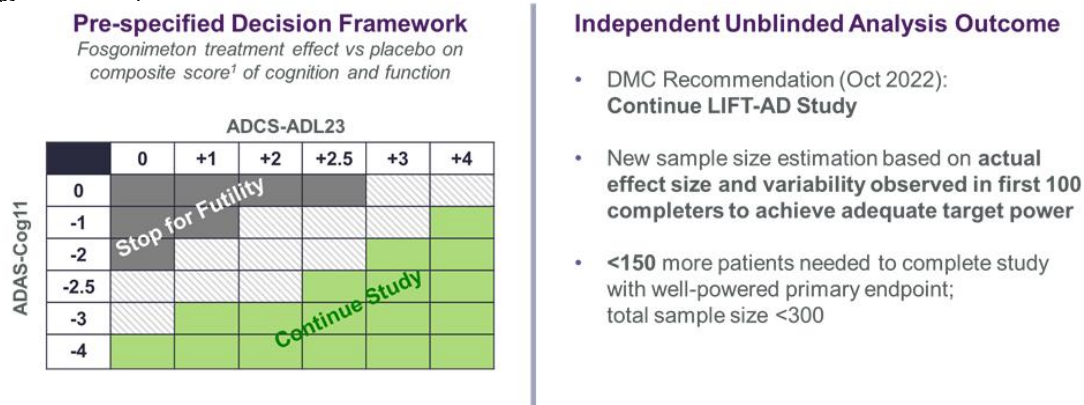 Pre-specified Decision Framework
Fosgonimeton treatment effect vs placebo on
composite score¹ of cognition and function
ADCS-ADL23
0 +1 +2 +2.5 +3 +4
ADAS-Cog11
0
-1
-2
-2.5
-3
-4
Stop for Futility
Continue Study
Independent Unblinded Analysis Outcome
• DMC Recommendation (Oct 2022):
Continue LIFT-AD Study
• New sample size estimation based on actual
effect size and variability observed in first 100
completers to achieve adequate target power
• <150 more patients needed to complete study
with well-powered primary endpoint;
total sample size <300